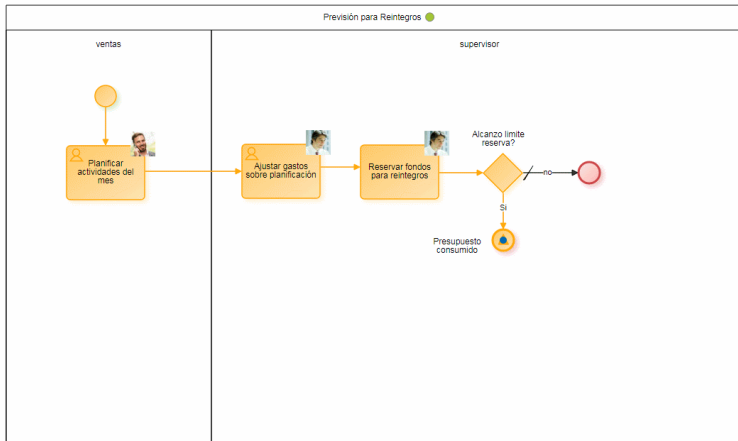 Previsión para Reintegros
ventas
supervisor
Planificar
actividades del
mes
Ajustar gastos
sobre planificación
Reservar fondos
para reintegros
Alcanzo limite
reserva?
no
Si
Presupuesto
consumido